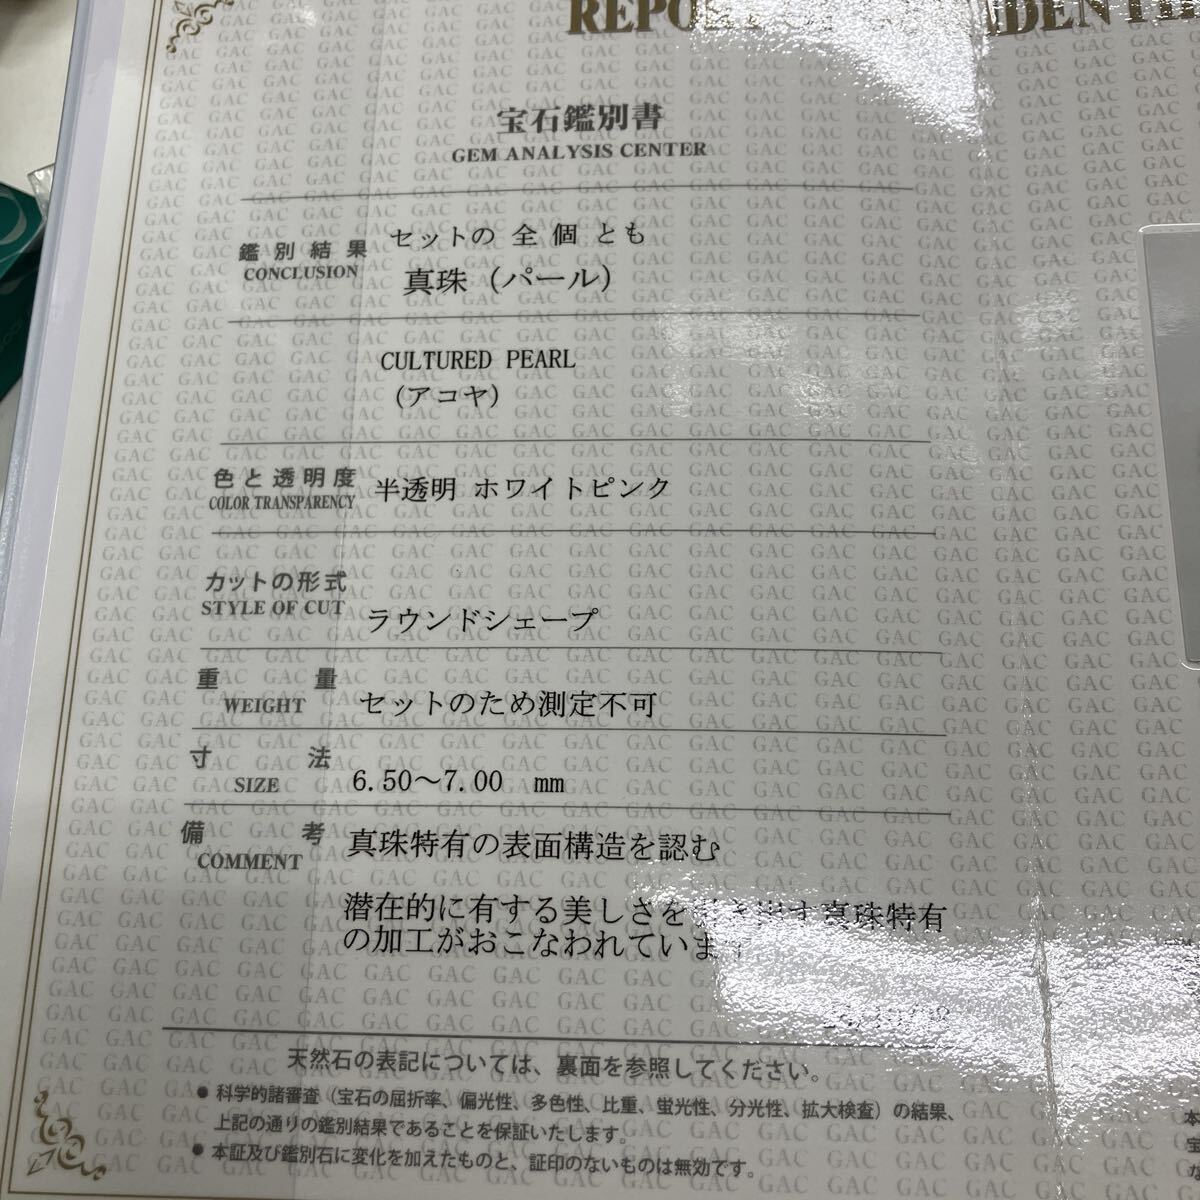 宝石鑑別書
GEM ANALYSIS CENTER
鑑別結果 セットの 全 個 とも
CONCLUSION 真珠 (パール)
CULTURED PEARL
(アコヤ)
色と透明度 半透明 ホワイトピンク
COLOR TRANSPARENCY
カットの形式
STYLE OF CUT ラウンドシェープ
重量
WEIGHT セットのため測定不可
寸法
SIZE 6.50～7.00 mm
備考 真珠特有の表面構造を認む
COMMENT
潜在的に有する美しさを引き出す真珠特有
の加工がおこなわれています
天然石の表記については、裏面を参照してください。
● 科学的諸審査（宝石の屈折率、偏光性、多色性、比重、蛍光性、分光性、拡大検査）の結果、
上記の通りの鑑別結果であることを保証いたします。
● 本証及び鑑別石に変化を加えたものと、証印のないものは無効です。